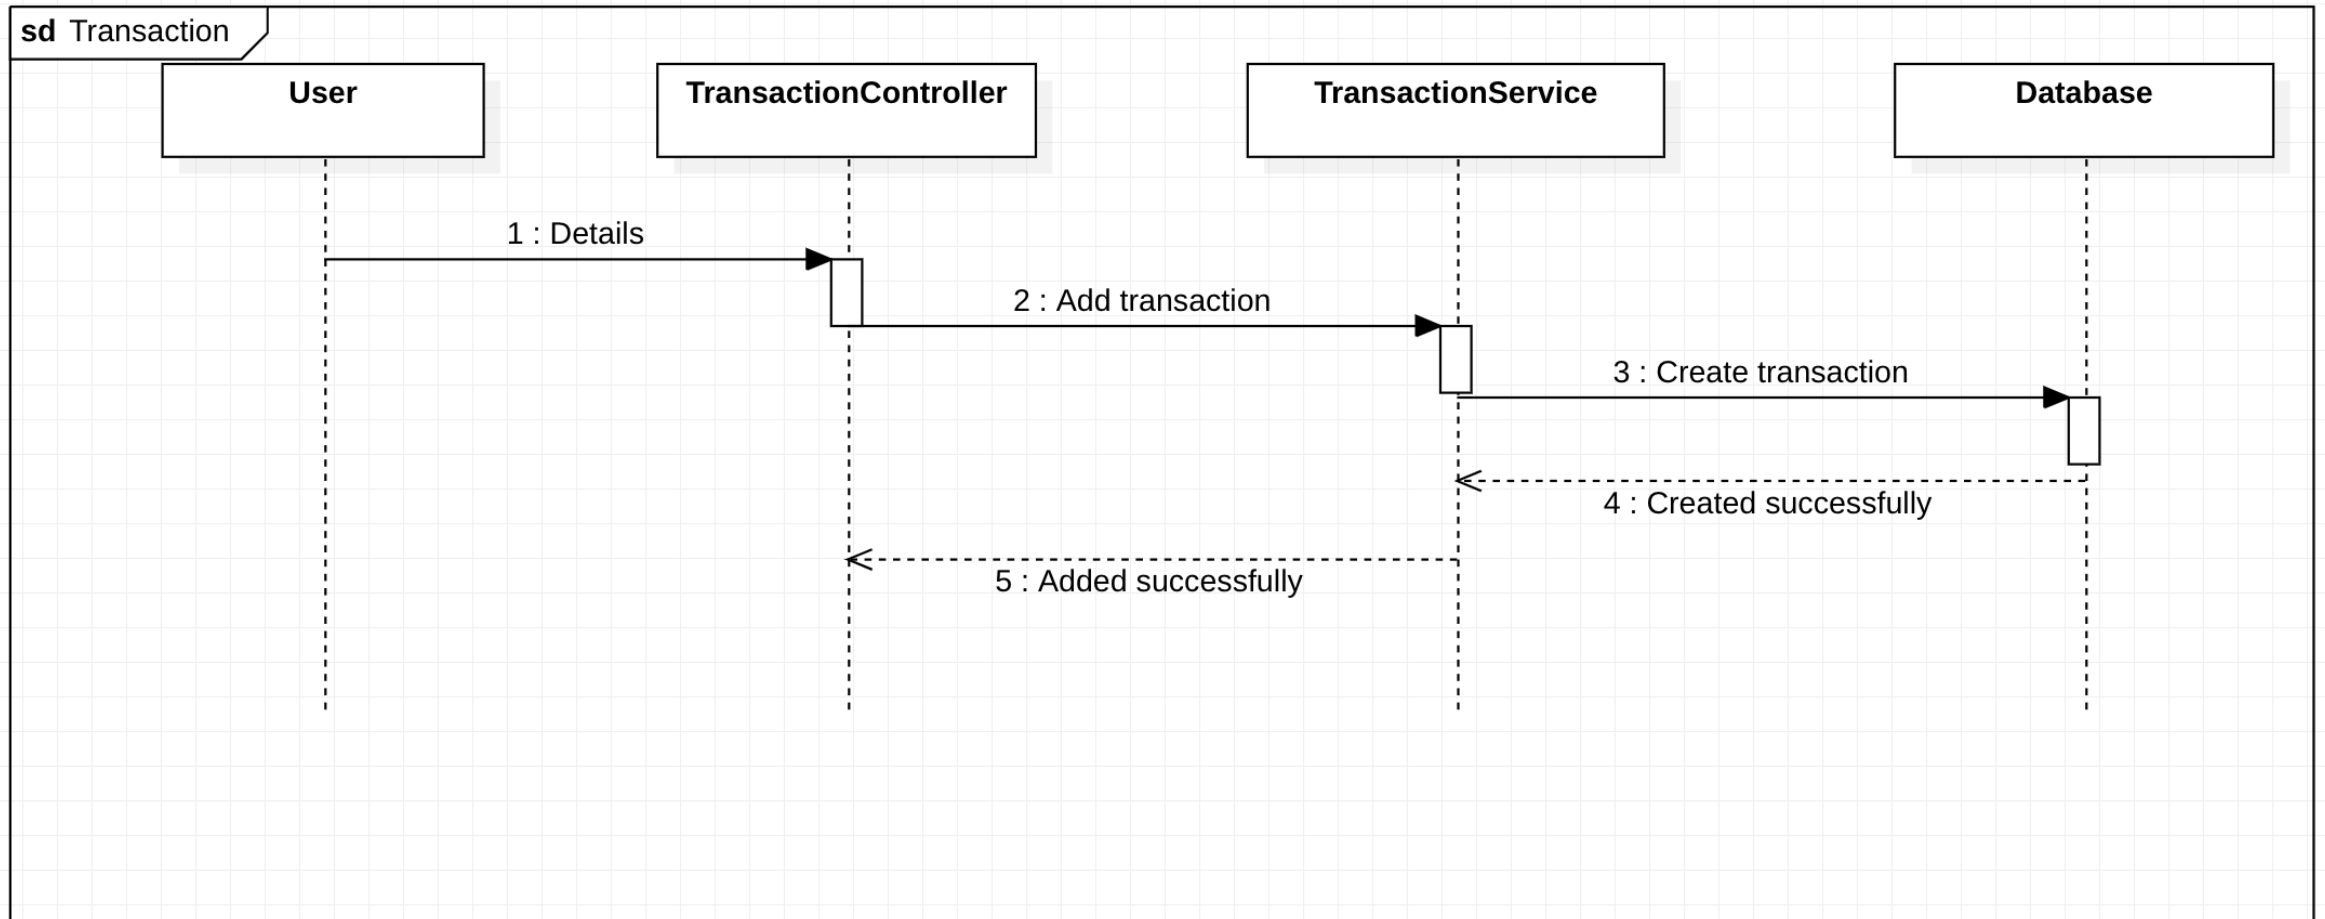 sd Transaction
User
TransactionController
TransactionService
Database
1 : Details
2 : Add transaction
3 : Create transaction
4 : Created successfully
5 : Added successfully